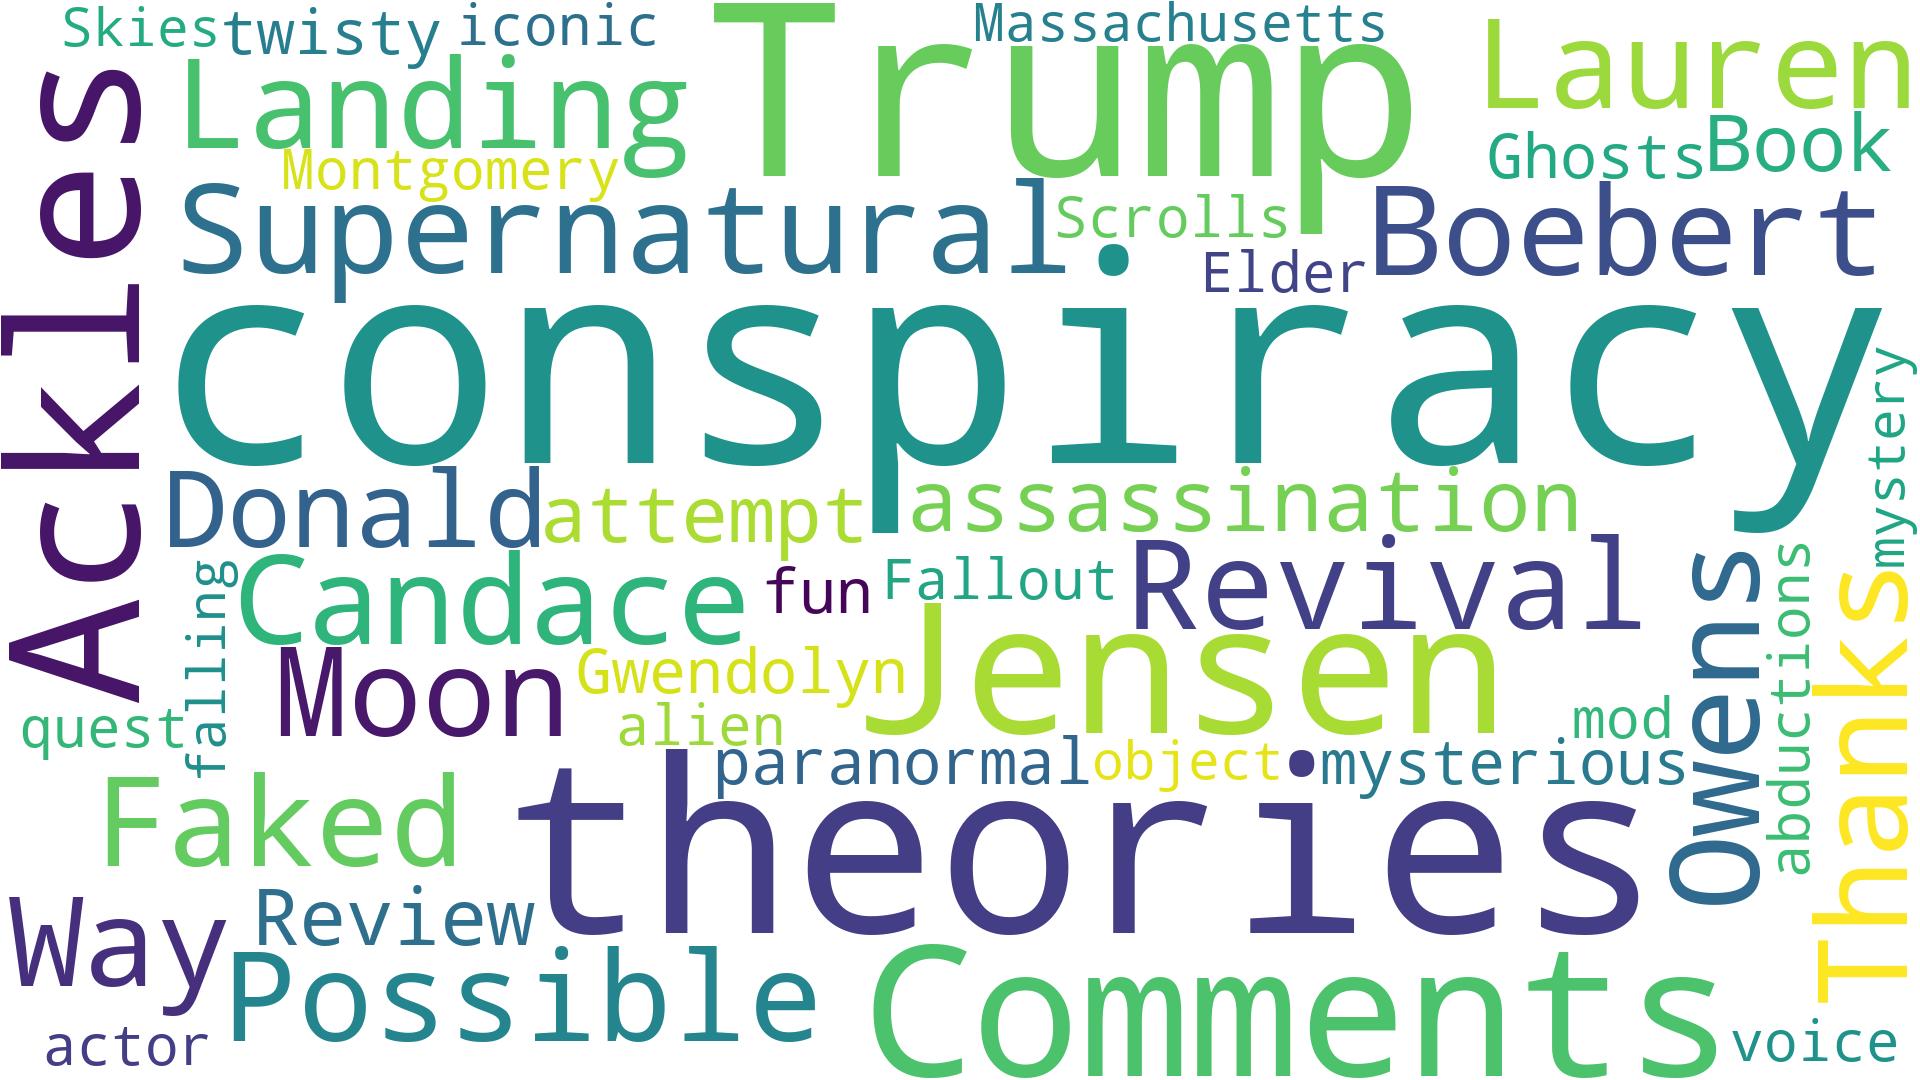 Skies twisty iconic Massachusetts
Landing Trump Lauren
Montgomery Ghosts Book
Supernatural Scrolls Boebert
Elder
Ackles
conspiracy
mystery
Donald attempt assassination
Candace fun Fallout Revival
falling
Moon Gwendolyn Jensen
Owens
abductions
Thanks
quest alien mod
paranormal object mysterious
Faked theories
Way Review
Possible Comments
actor voice